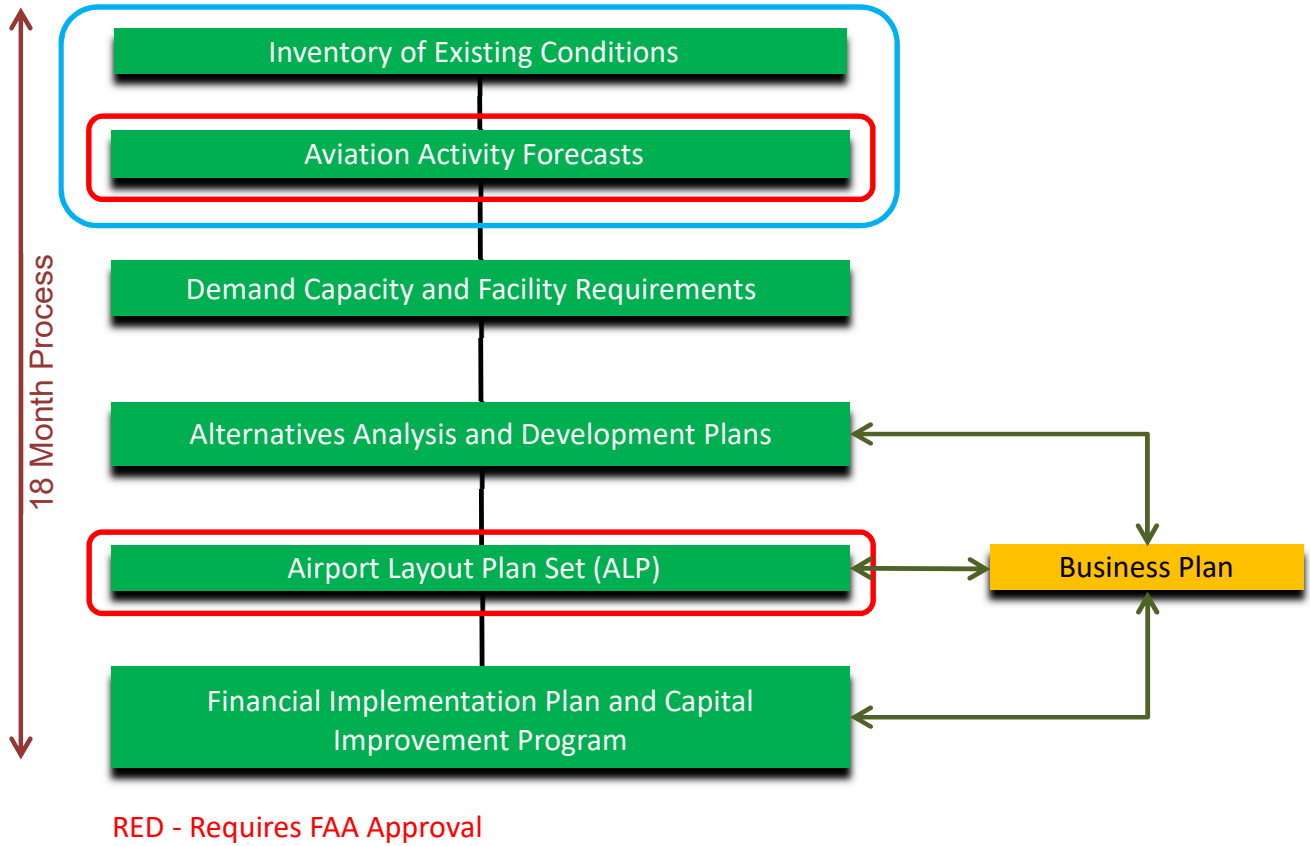 Inventory of Existing Conditions
Aviation Activity Forecasts
Demand Capacity and Facility Requirements
18 Month Process
Alternatives Analysis and Development Plans
Airport Layout Plan Set (ALP)
Business Plan
Financial Implementation Plan and Capital
Improvement Program
RED - Requires FAA Approval